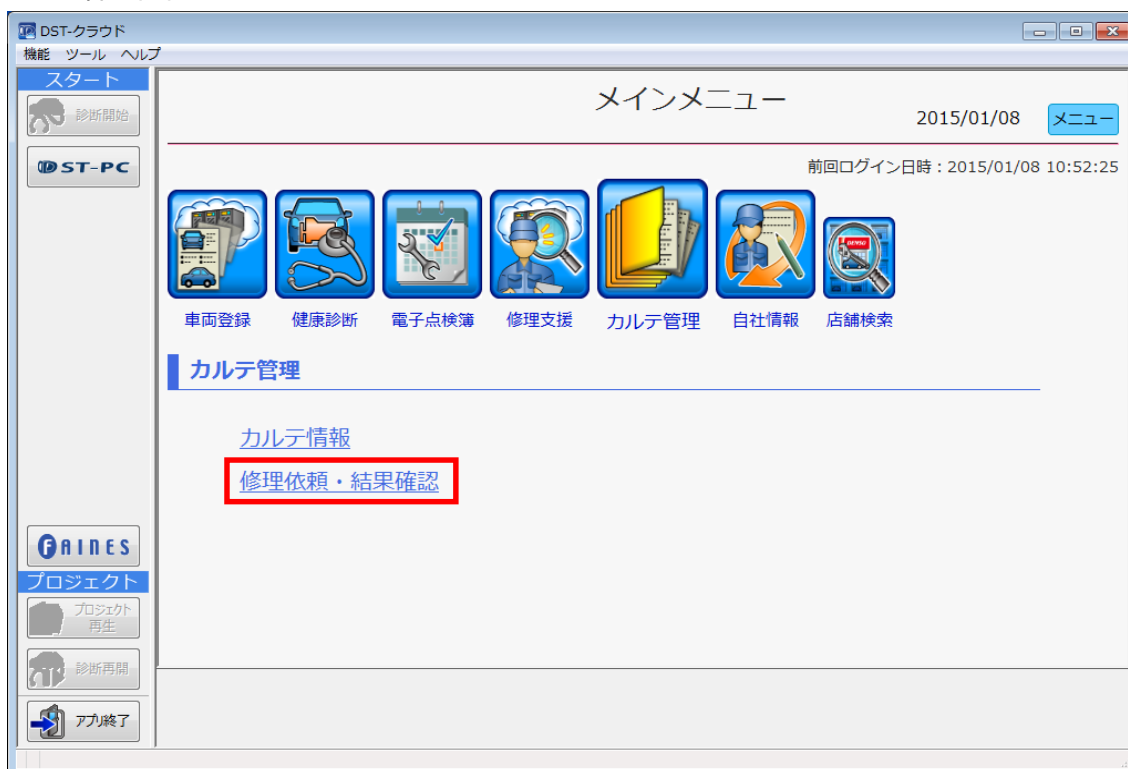 DST-クラウド
機能 ツール ヘルプ
スタート
診断開始
DST-PC
メインメニュー
2015/01/08
メニュー
前回ログイン日時：2015/01/08 10:52:25
DENSO
車両登録 健康診断 電子点検簿 修理支援 カルテ管理 自社情報 店舗検索
カルテ管理
カルテ情報
修理依頼・結果確認
FAINES
プロジェクト
プロジェクト
再生
診断再開
アプリ終了